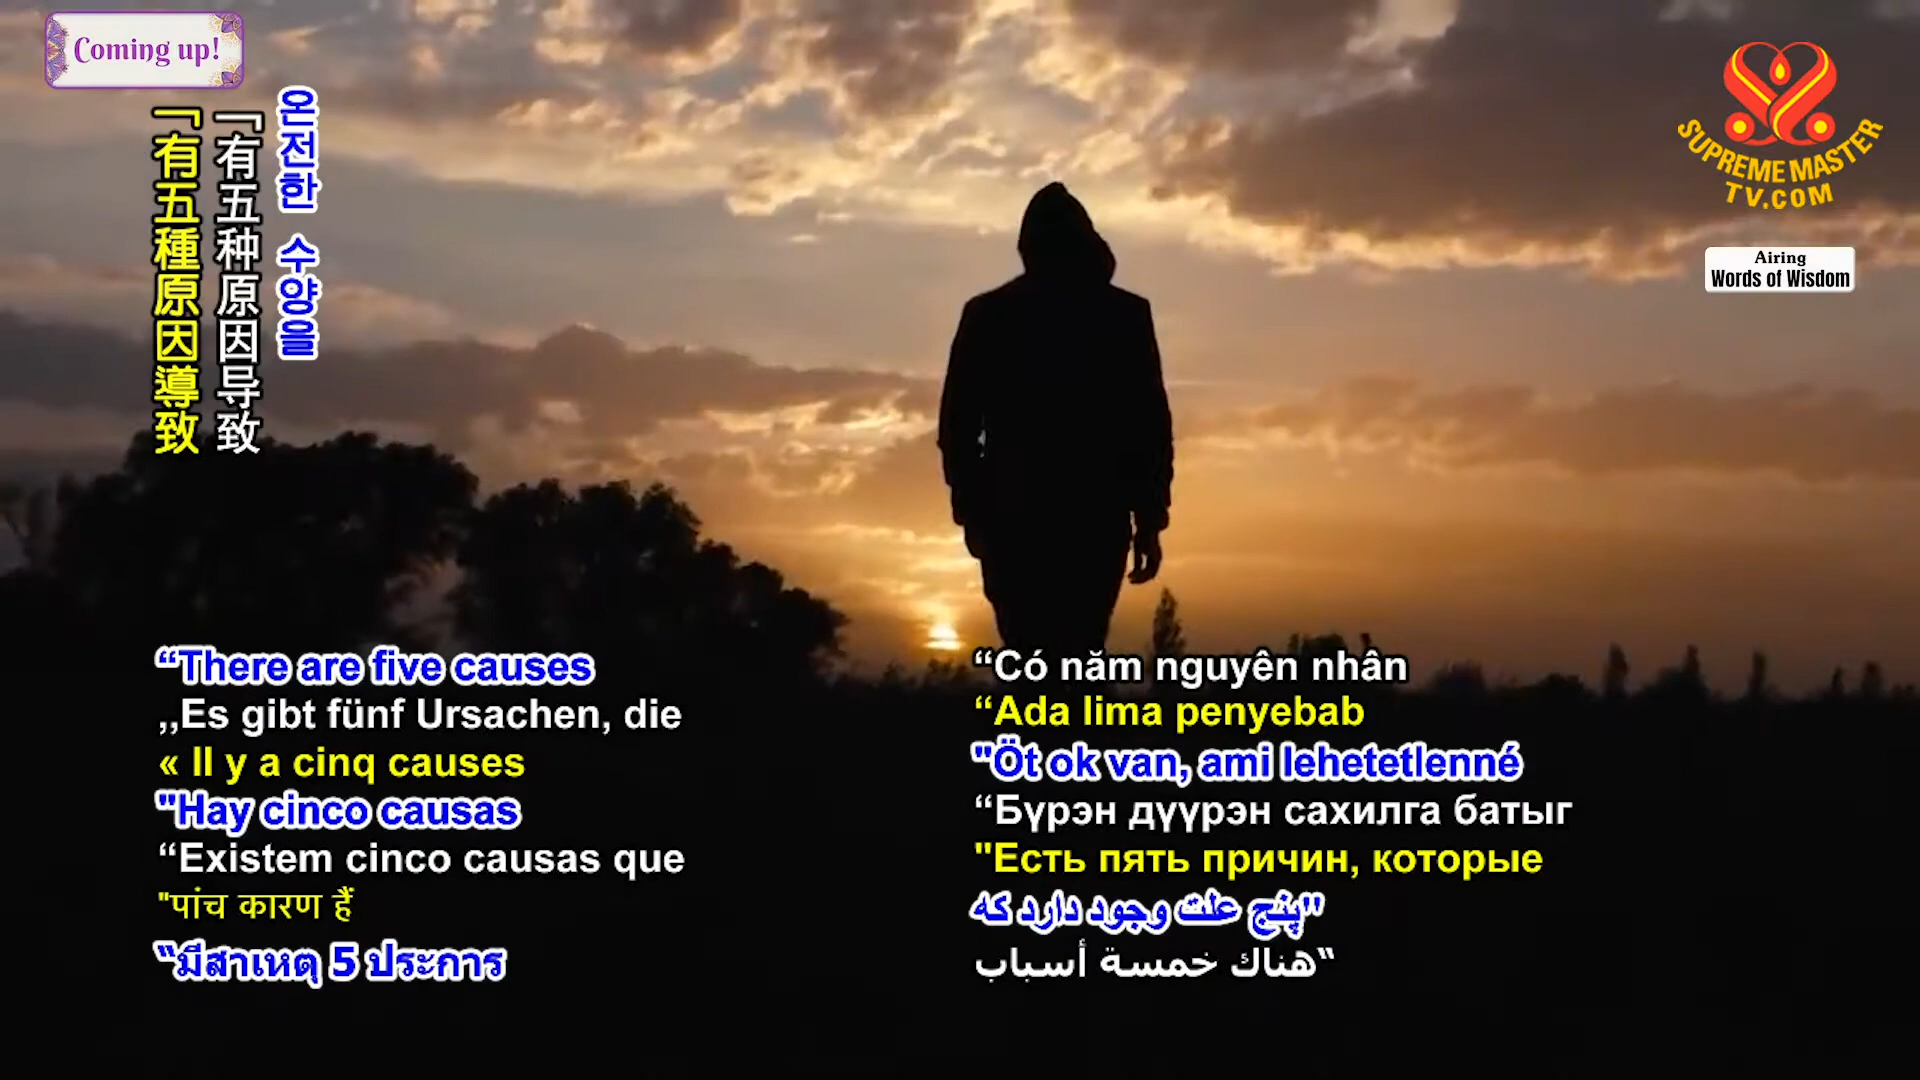 Coming up!
온전한 수양을
「有五种原因导致
「有五種原因導致
SUPREME MASTER
TV.COM
Airing
Words of Wisdom
“There are five causes
,,Es gibt fünf Ursachen, die
« Il y a cinq causes
"Hay cinco causas
“Existem cinco causas que
"पांच कारण हैं
“มีสาเหตุ 5 ประการ
“Có năm nguyên nhân
“Ada lima penyebab
"Öt ok van, ami lehetetlenné
“Бүрэн дүүрэн сахилга батыг
"Есть пять причин, которые
"پنج علت وجود دارد که
“هناك خمسة أسباب